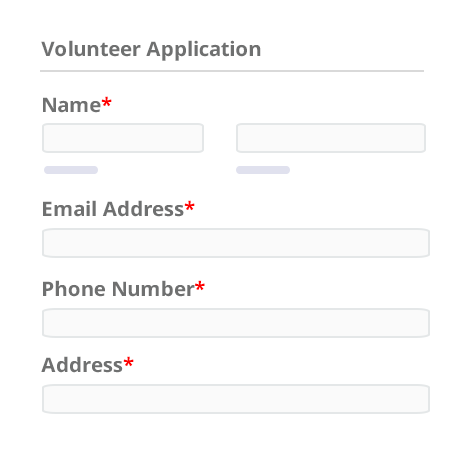 Volunteer Application
Name*
Email Address*
Phone Number*
Address*